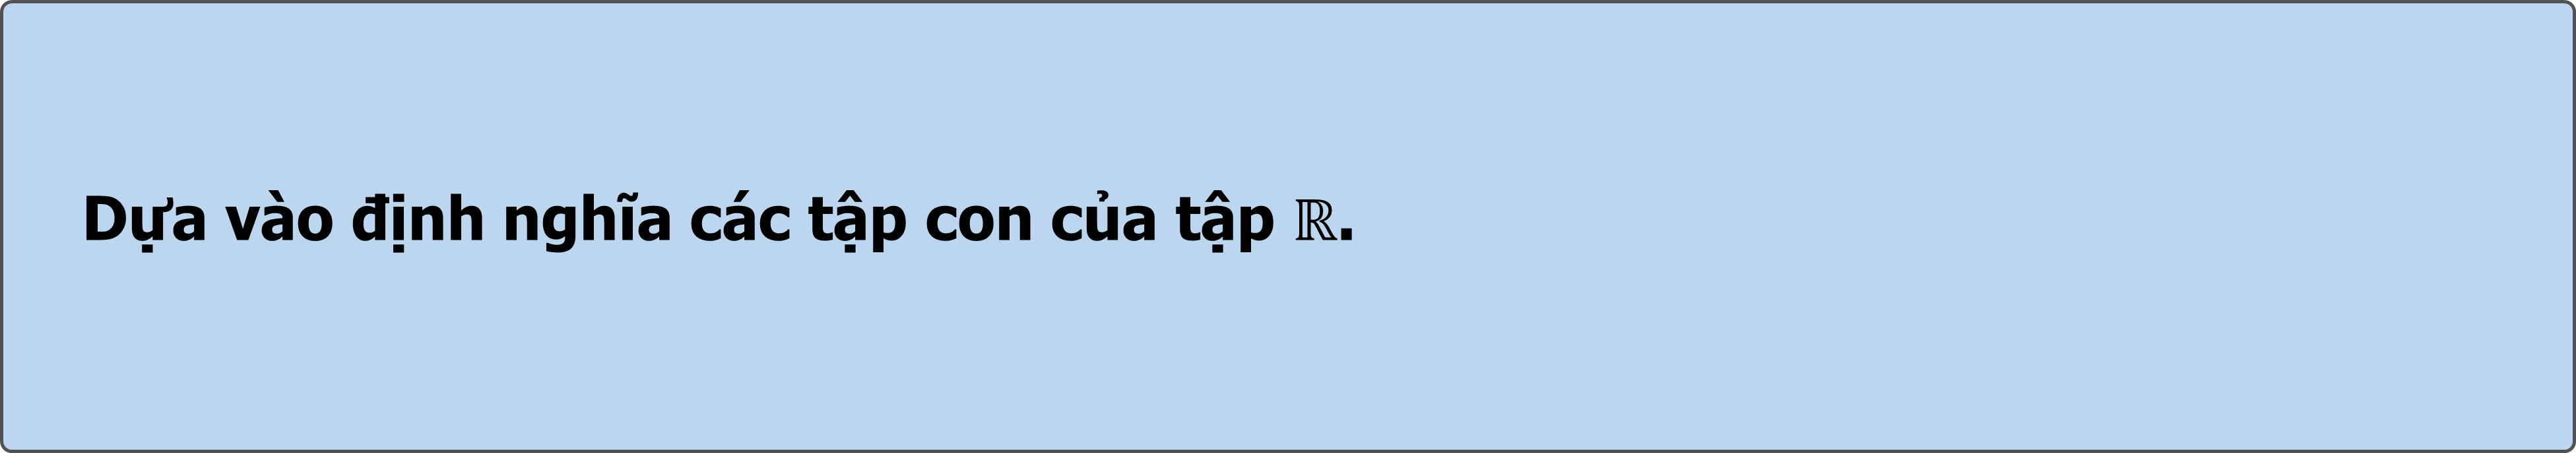 Dựa vào định nghĩa các tập con của tập ℝ.